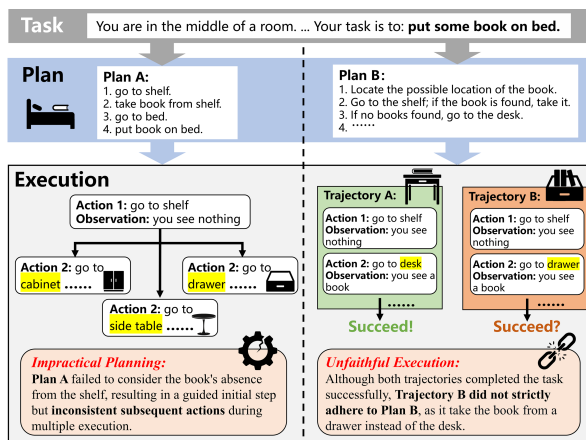 Task
You are in the middle of a room. ... Your task is to: put some book on bed.
Plan
Plan A:
1. go to shelf.
2. take book from shelf.
3. go to bed.
4. put book on bed.
Plan B:
1. Locate the possible location of the book.
2. Go to the shelf; if the book is found, take it.
3. If no books found, go to the desk.
4. ······
Execution
Action 1: go to shelf
Observation: you see nothing
Action 2: go to
cabinet ······
Action 2: go to
side table ······
Action 2: go to
drawer ······
Impractical Planning:
Plan A failed to consider the book's absence
from the shelf, resulting in a guided initial step
but inconsistent subsequent actions during
multiple execution.
Trajectory A:
Action 1: go to shelf
Observation: you see
nothing
Action 2: go to desk
Observation: you see a
book
······
Succeed!
Trajectory B:
Action 1: go to shelf
Observation: you see
nothing
Action 2: go to drawer
Observation: you see
a book
······
Succeed?
Unfaithful Execution:
Although both trajectories completed the task
successfully, Trajectory B did not strictly
adhere to Plan B, as it take the book from a
drawer instead of the desk.